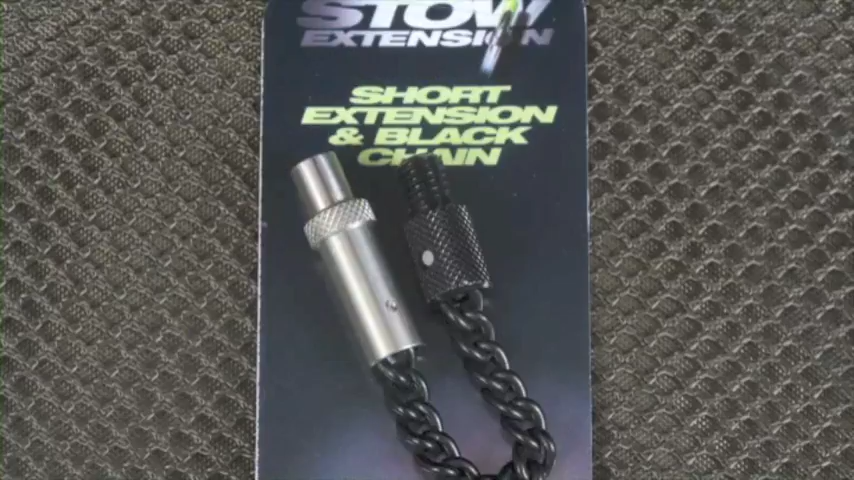 STOW
EXTENSION
SHORT
EXTENSION
& BLACK
CHAIN